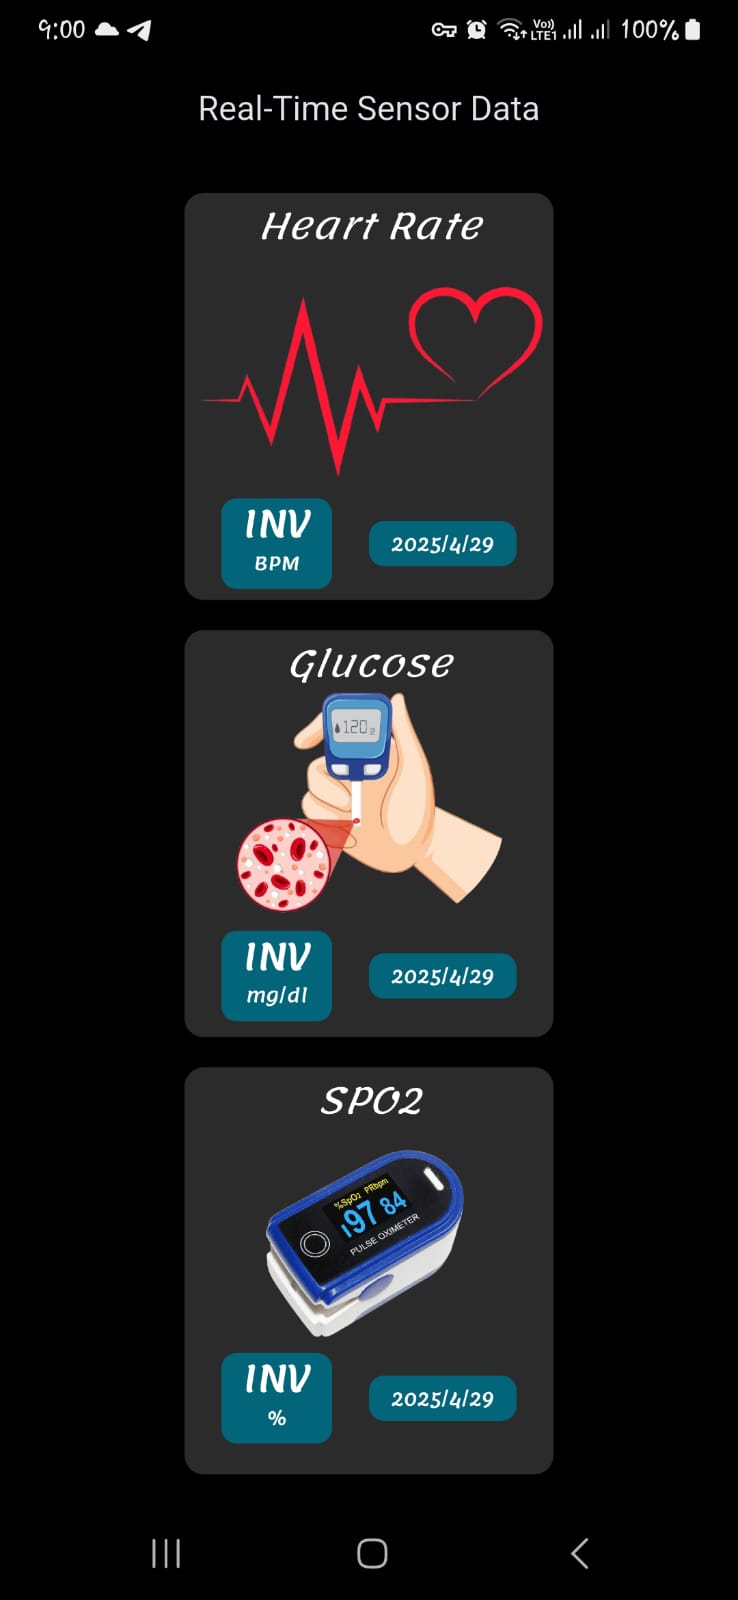 9:00 Vo)) LTE1 100%
Real-Time Sensor Data
Heart Rate
INV
BPM
2025/4/29
Glucose
120
INV
mg/dl
2025/4/29
SPO2
%SpO2 PRbpm
97 84
PULSE OXIMETER
INV
%
2025/4/29